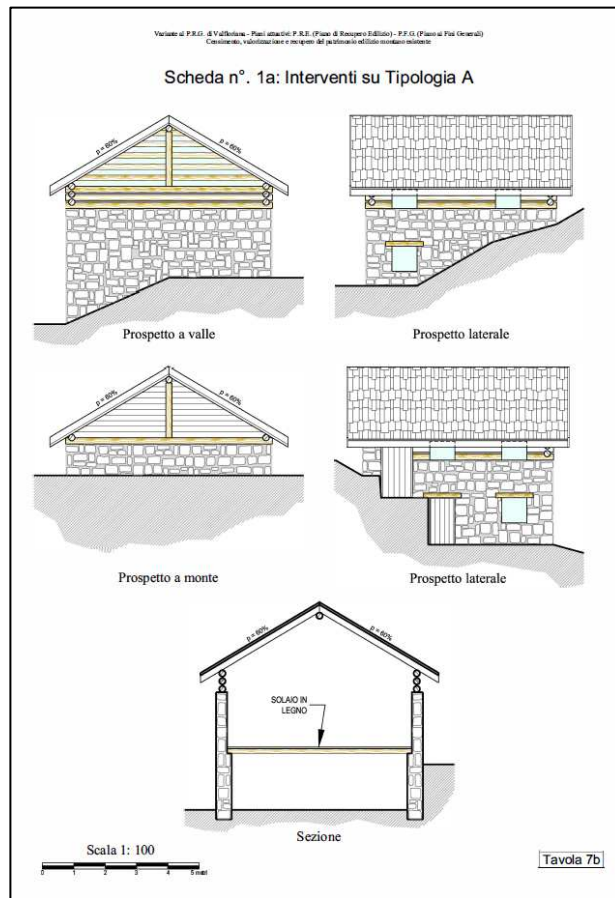 Variante al P.R.G. di Valfloriana - Piani attuativi: P.R.E. (Piano di Recupero Edilizio) - P.F.G. (Piano ai Fini Generali)
Censimento, valorizzazione e recupero del patrimonio edilizio montano esistente
Scheda n°. 1a: Interventi su Tipologia A
p = 60%
p = 60%
Prospetto a valle
Prospetto laterale
p = 60%
p = 60%
Prospetto a monte
Prospetto laterale
p = 60%
p = 60%
SOLAIO IN
LEGNO
Sezione
Scala 1: 100
0 1 2 3 4 5 metri
Tavola 7b